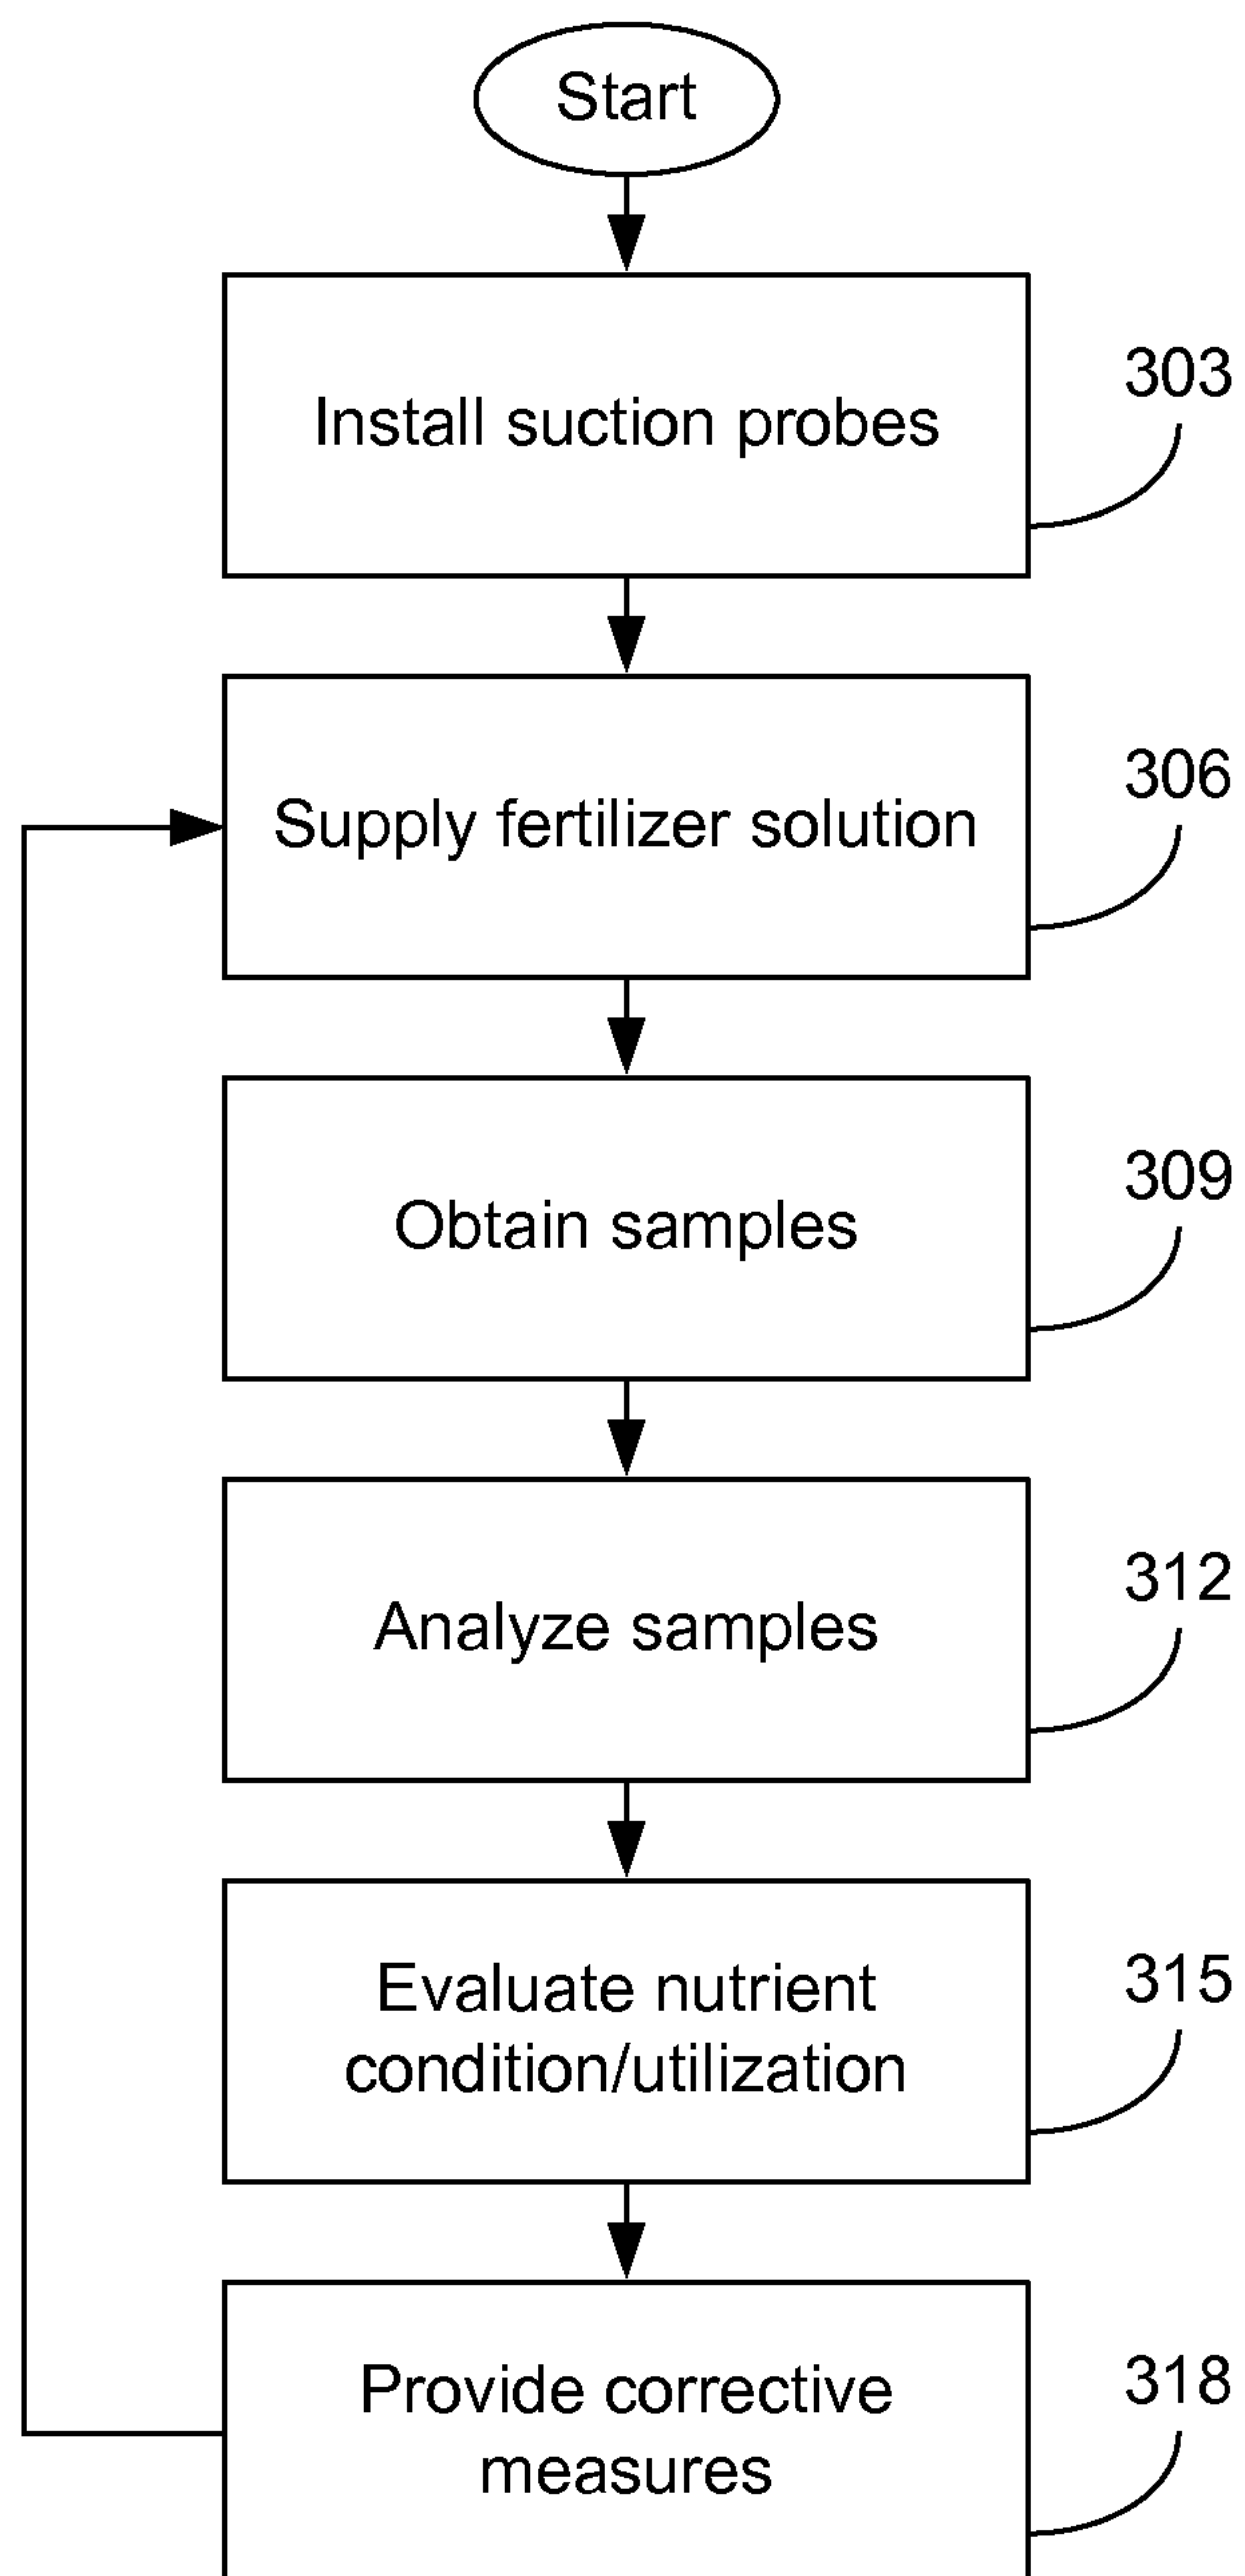 Start
Install suction probes
303
Supply fertilizer solution
306
Obtain samples
309
Analyze samples
312
Evaluate nutrient
condition/utilization
315
Provide corrective
measures
318